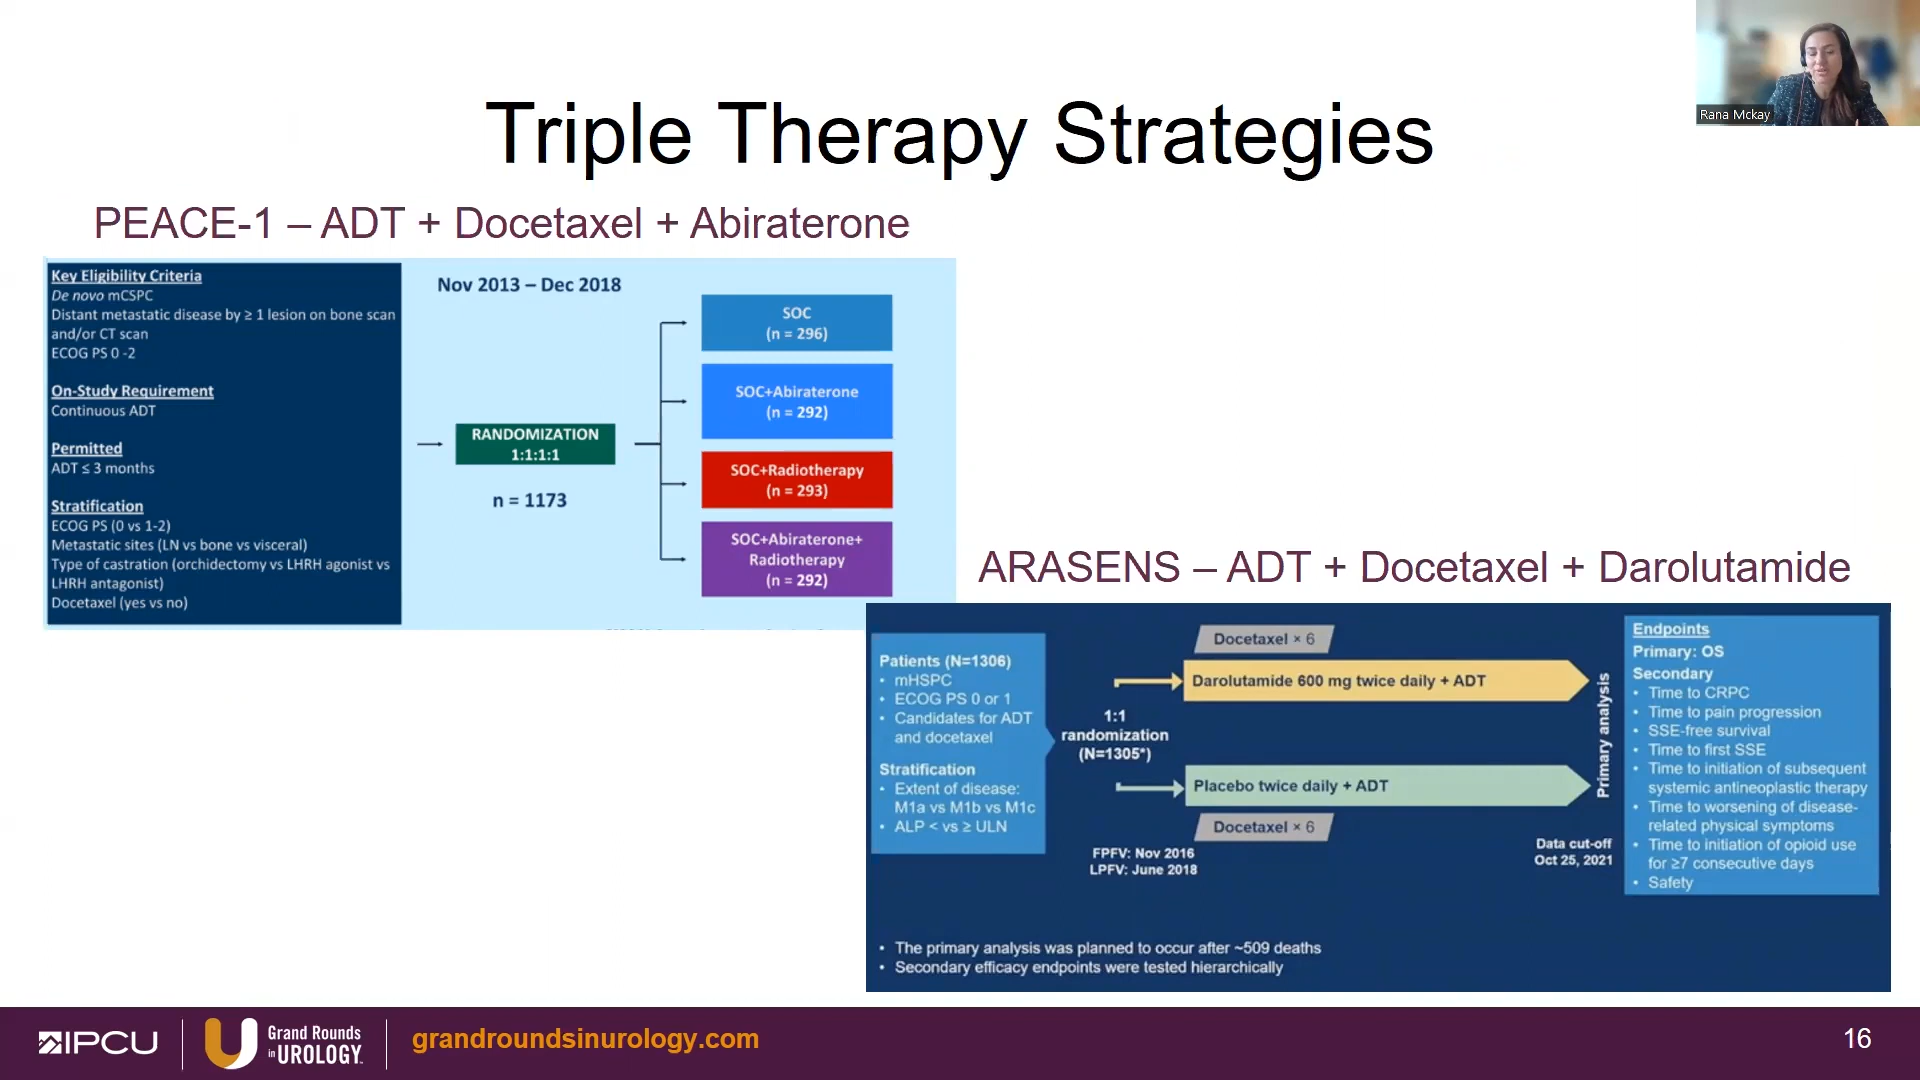 Rana Mckay
Triple Therapy Strategies
PEACE-1 – ADT + Docetaxel + Abiraterone
Key Eligibility Criteria
De novo mCSPC
Distant metastatic disease by ≥ 1 lesion on bone scan
and/or CT scan
ECOG PS 0 -2
On-Study Requirement
Continuous ADT
Permitted
ADT ≤ 3 months
Stratification
ECOG PS (0 vs 1-2)
Metastatic sites (LN vs bone vs visceral)
Type of castration (orchidectomy vs LHRH agonist vs
LHRH antagonist)
Docetaxel (yes vs no)
Nov 2013 – Dec 2018
RANDOMIZATION
1:1:1:1
n = 1173
SOC
(n = 296)
SOC+Abiraterone
(n = 292)
SOC+Radiotherapy
(n = 293)
SOC+Abiraterone+
Radiotherapy
(n = 292)
ARASENS – ADT + Docetaxel + Darolutamide
Patients (N=1306)
• mHSPC
• ECOG PS 0 or 1
• Candidates for ADT
and docetaxel
Stratification
• Extent of disease:
M1a vs M1b vs M1c
• ALP < vs ≥ ULN
1:1
randomization
(N=1305*)
Docetaxel × 6
Darolutamide 600 mg twice daily + ADT
Placebo twice daily + ADT
Docetaxel × 6
FPFV: Nov 2016
LPFV: June 2018
Primary analysis
Data cut-off
Oct 25, 2021
Endpoints
Primary: OS
Secondary
• Time to CRPC
• Time to pain progression
• SSE-free survival
• Time to first SSE
• Time to initiation of subsequent
systemic antineoplastic therapy
• Time to worsening of disease-
related physical symptoms
• Time to initiation of opioid use
for ≥7 consecutive days
• Safety
• The primary analysis was planned to occur after ~509 deaths
• Secondary efficacy endpoints were tested hierarchically
IPCU
Grand Rounds
in UROLOGY
grandroundsinurology.com
16